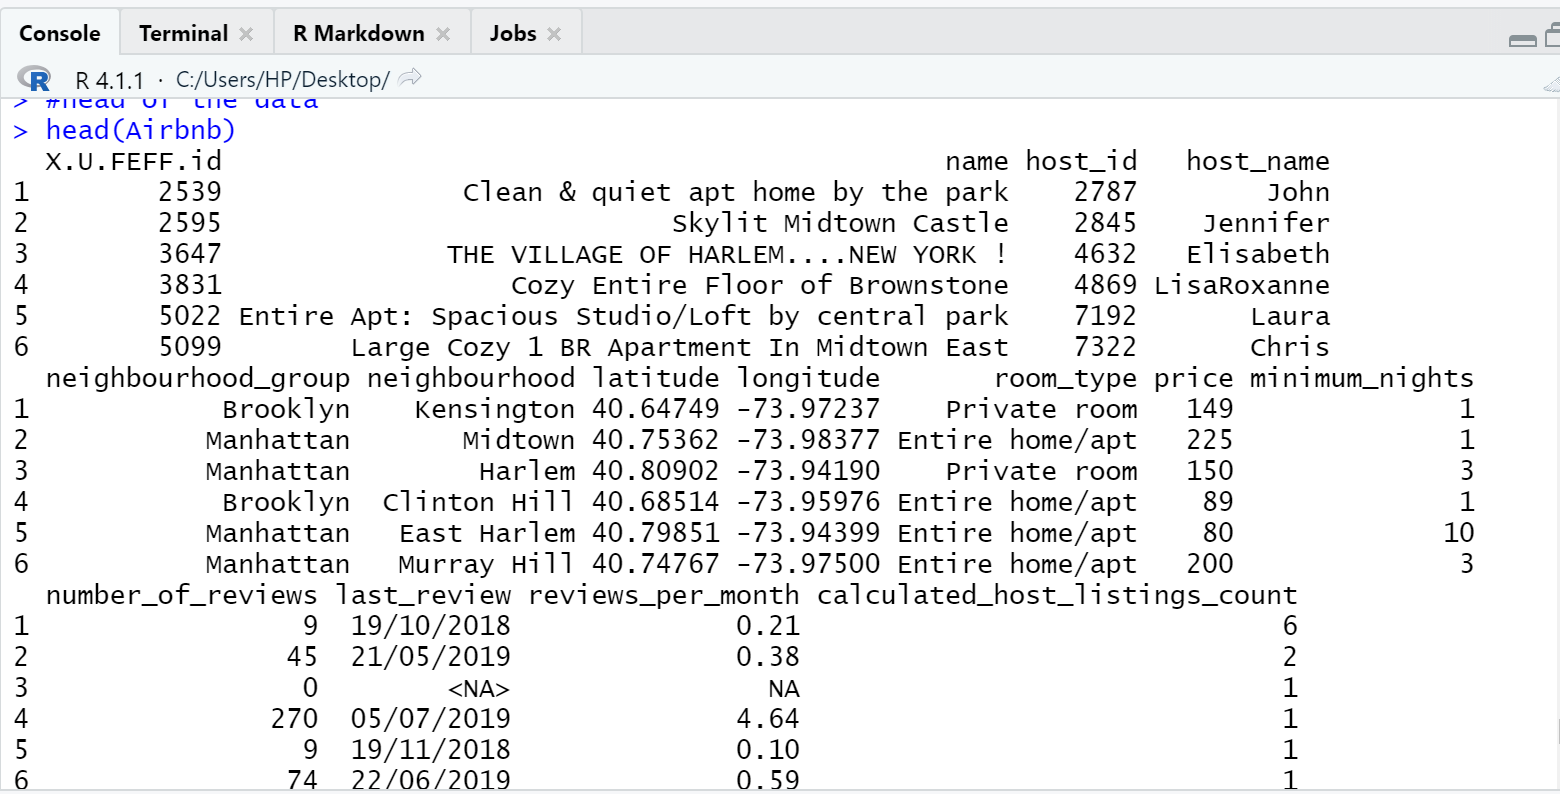 Console Terminal R Markdown Jobs
R 4.1.1 · C:/Users/HP/Desktop/
> #head of the data
> head(Airbnb)
X.U.FEFF.id name host_id host_name
1 2539 Clean & quiet apt home by the park 2787 John
2 2595 Skylit Midtown Castle 2845 Jennifer
3 3647 THE VILLAGE OF HARLEM....NEW YORK ! 4632 Elisabeth
4 3831 Cozy Entire Floor of Brownstone 4869 LisaRoxanne
5 5022 Entire Apt: Spacious Studio/Loft by central park 7192 Laura
6 5099 Large Cozy 1 BR Apartment In Midtown East 7322 Chris
neighbourhood_group neighbourhood latitude longitude room_type price minimum_nights
1 Brooklyn Kensington 40.64749 -73.97237 Private room 149 1
2 Manhattan Midtown 40.75362 -73.98377 Entire home/apt 225 1
3 Manhattan Harlem 40.80902 -73.94190 Private room 150 3
4 Brooklyn Clinton Hill 40.68514 -73.95976 Entire home/apt 89 1
5 Manhattan East Harlem 40.79851 -73.94399 Entire home/apt 80 10
6 Manhattan Murray Hill 40.74767 -73.97500 Entire home/apt 200 3
number_of_reviews last_review reviews_per_month calculated_host_listings_count
1 9 19/10/2018 0.21 6
2 45 21/05/2019 0.38 2
3 0 <NA> NA 1
4 270 05/07/2019 4.64 1
5 9 19/11/2018 0.10 1
6 74 22/06/2019 0.59 1